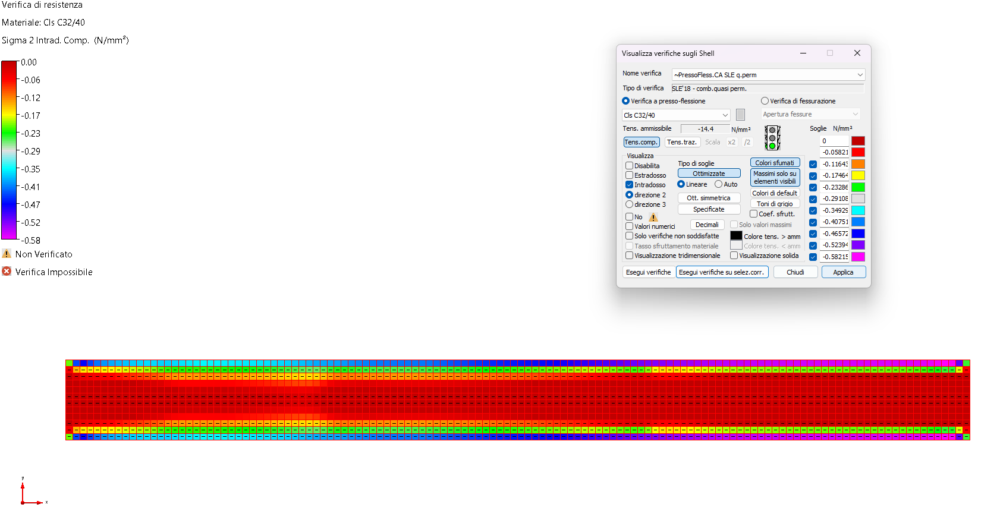 Verifica di resistenza
Materiale: Cls C32/40
Sigma 2 Intrad. Comp. (N/mm²)
0.00
-0.06
-0.12
-0.17
-0.23
-0.29
-0.35
-0.41
-0.47
-0.52
-0.58
Non Verificato
Verifica Impossibile
Visualizza verifiche sugli Shell
Nome verifica ~PressoFless.CA SLE q.perm
Tipo di verifica SLE'18 - comb.quasi perm.
Verifica a presso-flessione Verifica di fessurazione
Cls C32/40 Apertura fessure
Tens. ammissibile -14.4 N/mm² Soglie N/mm²
Tens.comp. Tens.traz. Scala x2 /2
Visualizza
Disabilita
Estradosso
Intradosso
direzione 2
direzione 3
No
Valori numerici
Solo verifiche non soddisfatte
Tasso sfruttamento materiale
Visualizzazione tridimensionale
Tipo di soglie
Ottimizzate
Lineare Auto
Ott. simmetrica
Specificate
Decimali
Colori sfumati
Massimi solo su
elementi visibili
Colori di default
Toni di grigio
Coef. sfrutt.
Solo valori massimi
Colore tens. > amm
Colore tens. < amm
Visualizzazione solida
0
-0.05821
-0.11643
-0.17464
-0.23286
-0.29108
-0.34929
-0.40751
-0.46572
-0.52394
-0.58215
Esegui verifiche Esegui verifiche su selez.corr. Chiudi Applica
y
x